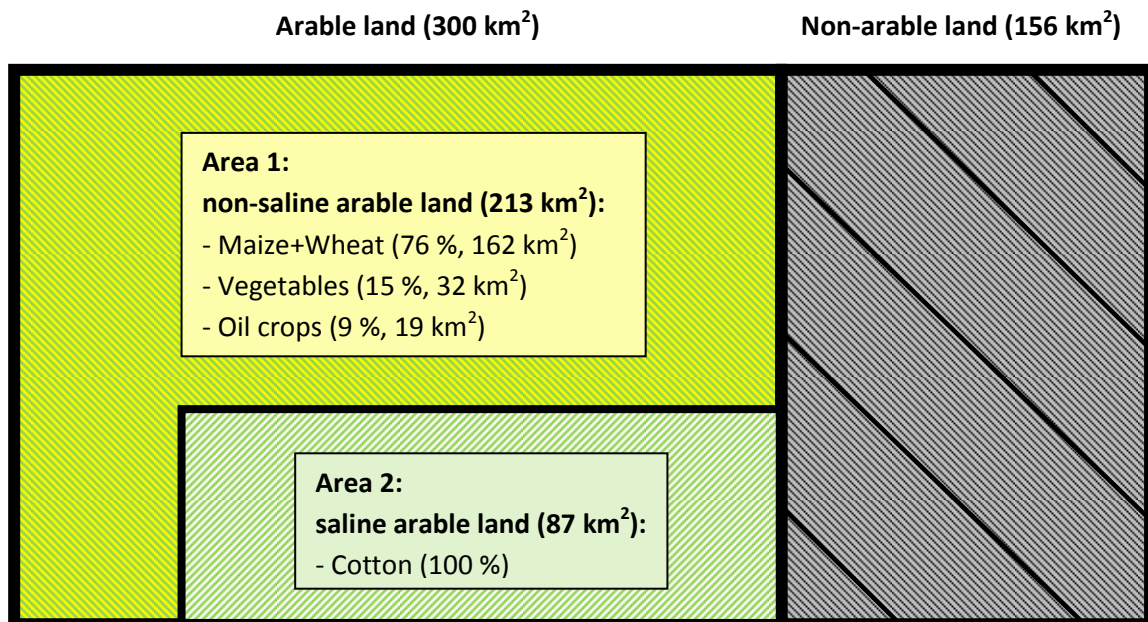 Arable land (300 km²)
Non-arable land (156 km²)
Area 1:
non-saline arable land (213 km²):
- Maize+Wheat (76 %, 162 km²)
- Vegetables (15 %, 32 km²)
- Oil crops (9 %, 19 km²)
Area 2:
saline arable land (87 km²):
- Cotton (100 %)